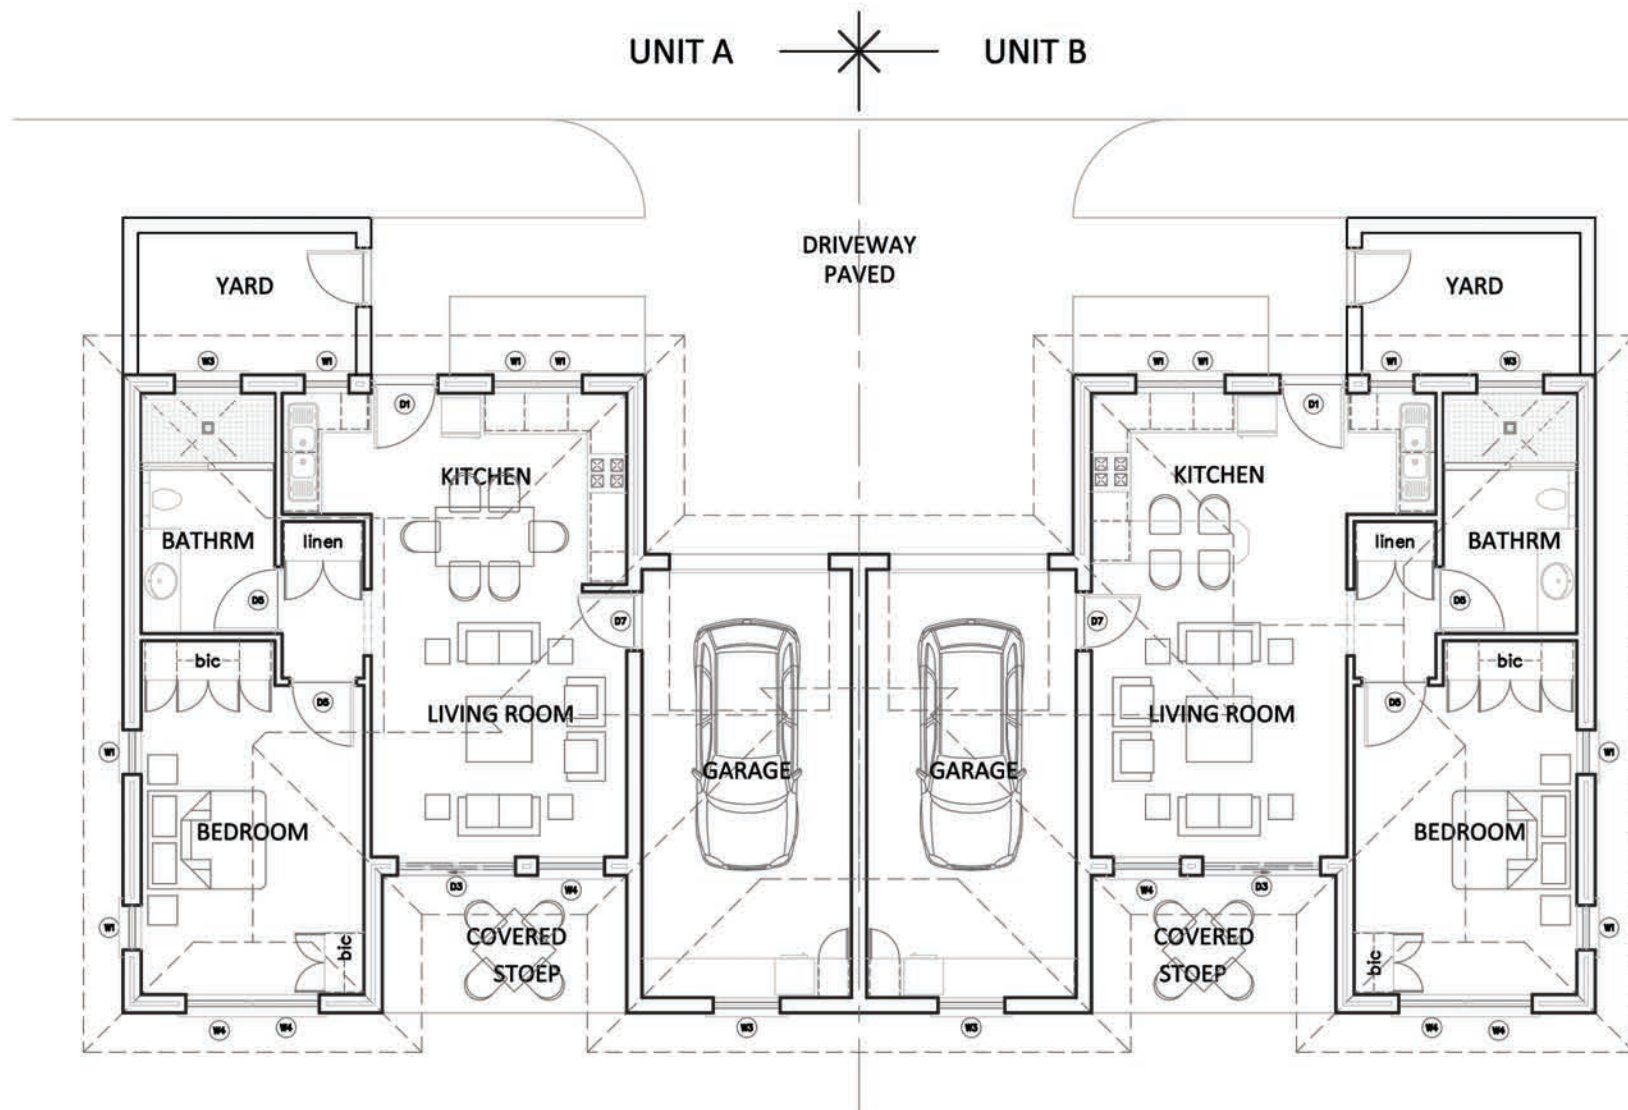 UNIT A
UNIT B
DRIVEWAY
PAVED
YARD
YARD
W3
W1
W1
W1
W1
W1
W1
W3
D1
D1
KITCHEN
KITCHEN
BATHRM
linen
linen
BATHRM
D5
D7
D7
D5
bic
bic
D5
D5
LIVING ROOM
LIVING ROOM
W1
W1
GARAGE
GARAGE
BEDROOM
BEDROOM
D3
W4
W4
D3
W1
W1
COVERED
STOEP
COVERED
STOEP
bic
bic
W4
W4
W3
W3
W4
W4